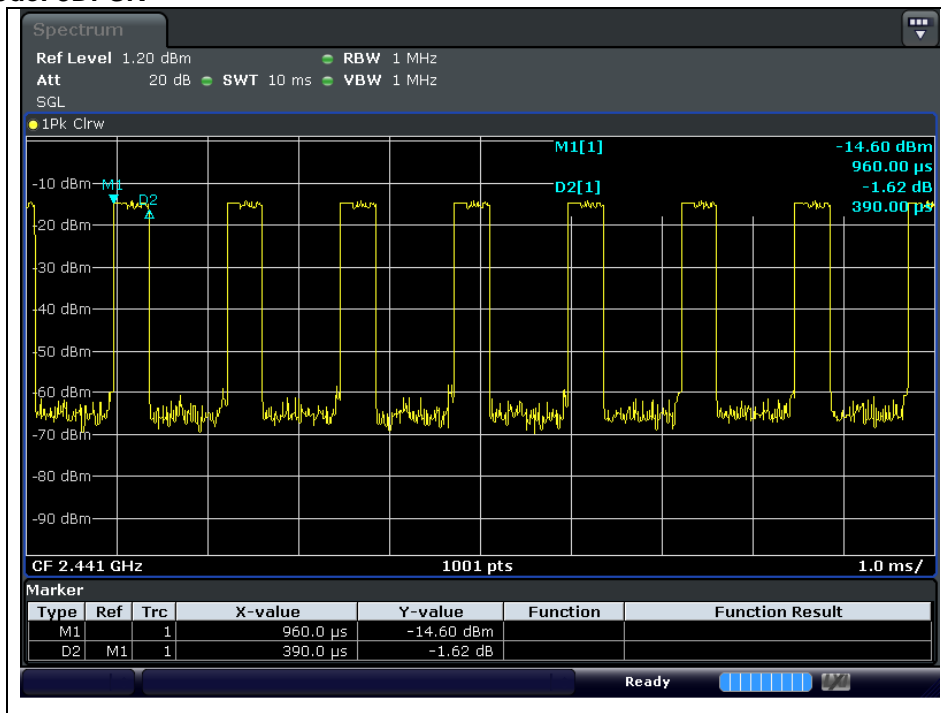 Spectrum
Ref Level 1.20 dBm RBW 1 MHz
Att 20 dB SWT 10 ms VBW 1 MHz
SGL
1Pk Clrw
M1[1] -14.60 dBm
960.00 µs
D2[1] -1.62 dB
390.00 µs
M1
D2
-10 dBm
-20 dBm
-30 dBm
-40 dBm
-50 dBm
-60 dBm
-70 dBm
-80 dBm
-90 dBm
CF 2.441 GHz 1001 pts 1.0 ms/
Marker
Type Ref Trc X-value Y-value Function Function Result
M1 1 960.0 µs -14.60 dBm
D2 M1 1 390.0 µs -1.62 dB
Ready